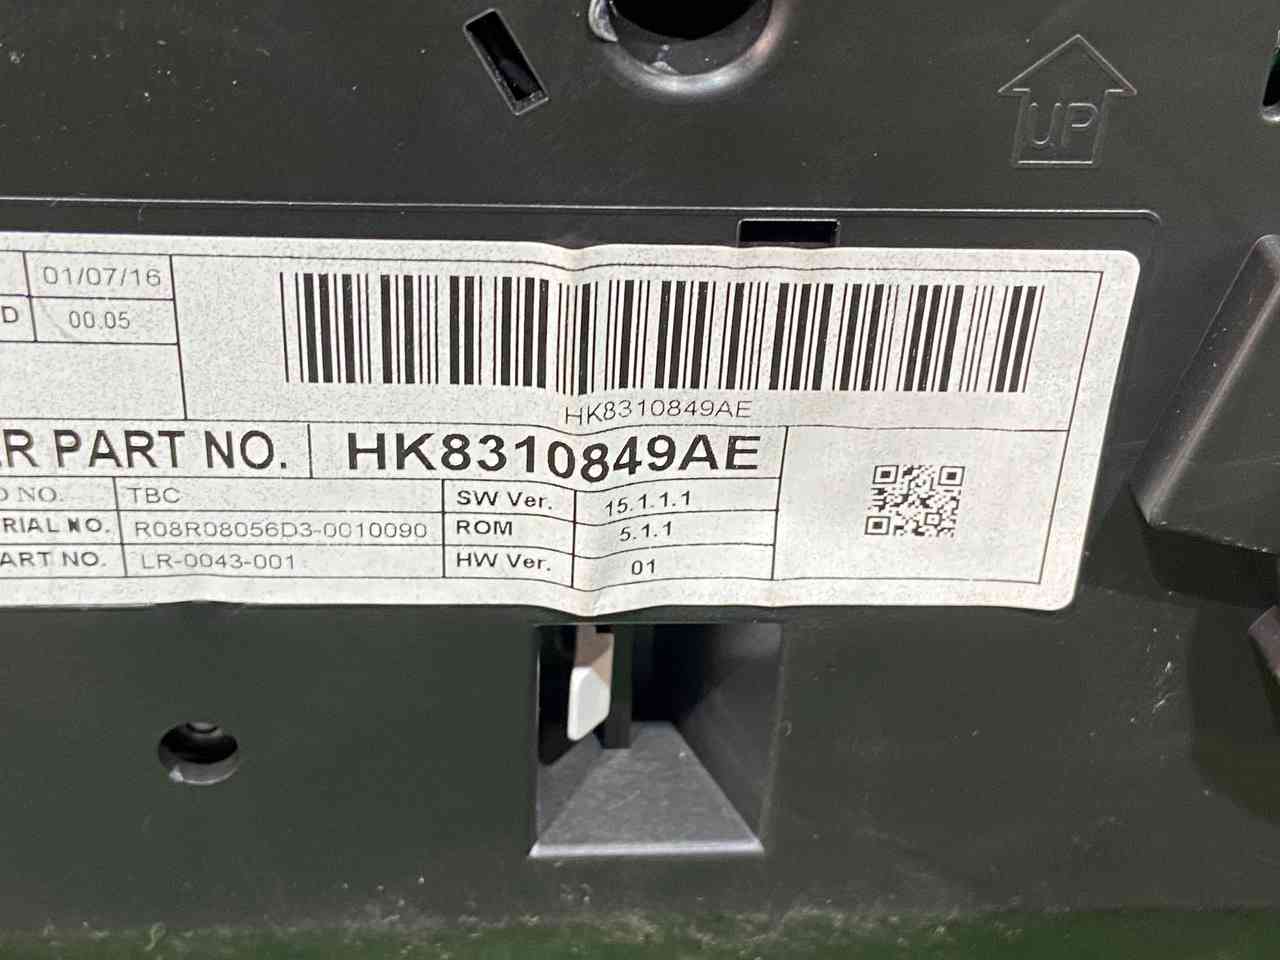 UP
01/07/16
D 00.05
HK8310849AE
R PART NO. HK8310849AE
NO. TBC
SW Ver. 15.1.1.1
RIAL NO. R08R08056D3-0010090
ROM 5.1.1
ART NO. LR-0043-001
HW Ver. 01